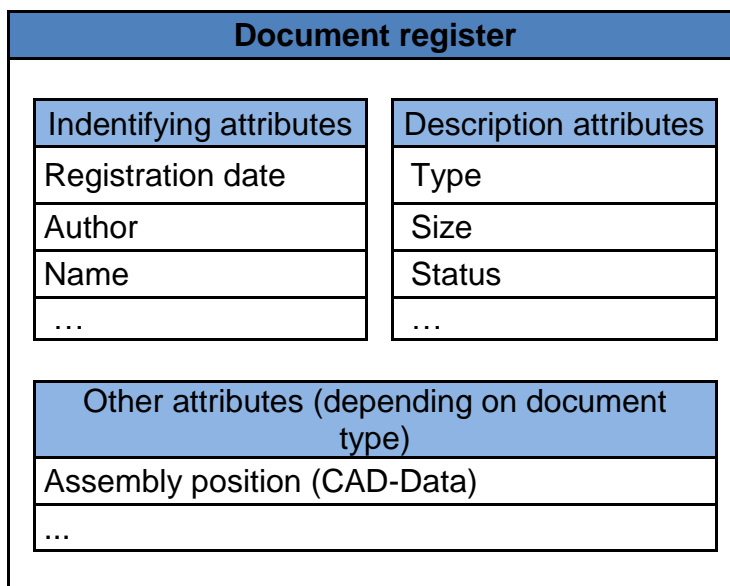 Document register
Indentifying attributes
Registration date
Author
Name
…
Description attributes
Type
Size
Status
…
Other attributes (depending on document
type)
Assembly position (CAD-Data)
...